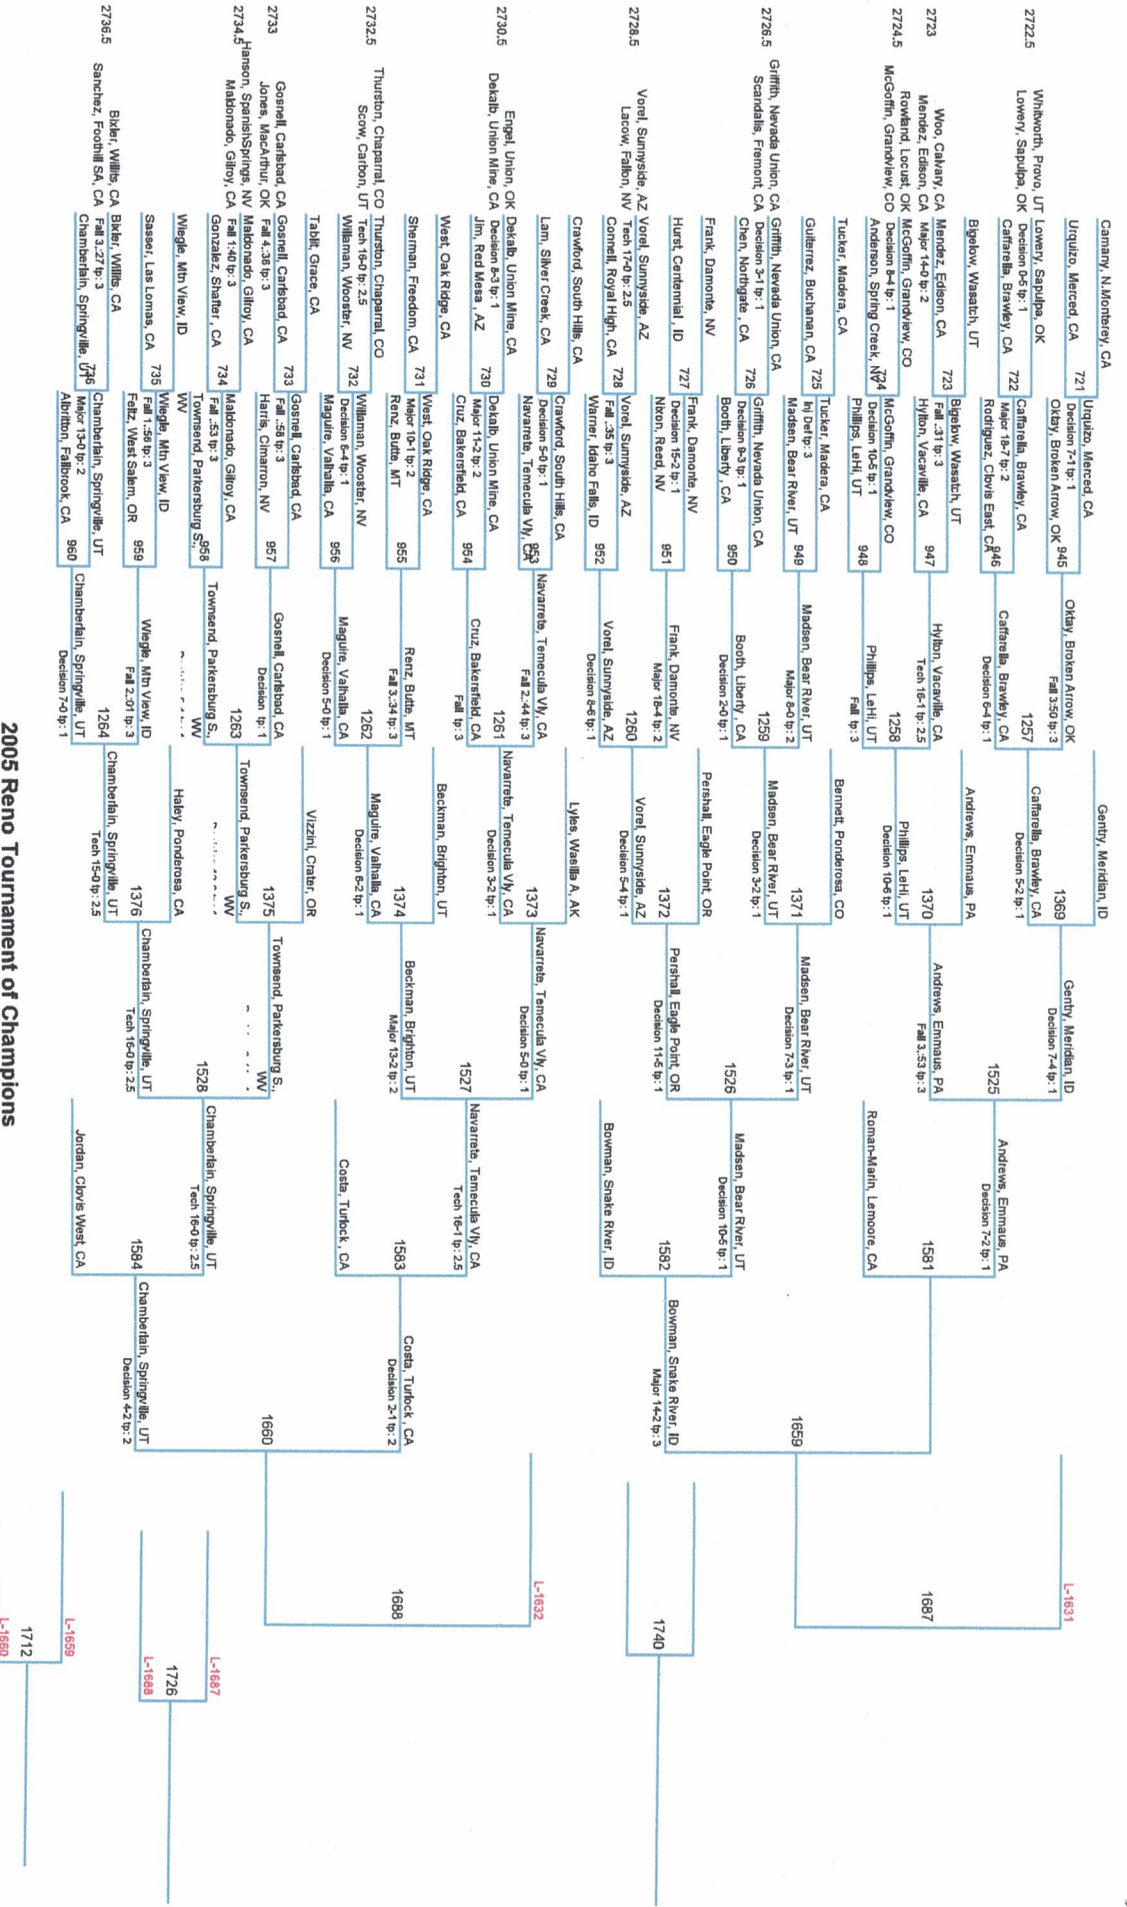 2722.5
Whitworth, Provo, UT
Lowery, Sapulpa, OK
2723
Woo, Calvary, CA
Mendez, Edison, CA
2724.5
Rowland, Locust, OK
McGoffin, Grandview, CO
2726.5
Griffith, Nevada Union, CA
Scandalis, Fremont, CA
2728.5
Vorel, Sunnyside, AZ
Lacow, Fallon, NV
2730.5
Engel, Union, OK
Dekalb, Union Mine, CA
2732.5
Thurston, Chaparral, CO
Scow, Carbon, UT
2733
Gosnell, Carlsbad, CA
Jones, MacArthur, OK
2734.5
Hanson, SpanishSprings, NV
Maldonado, Gilroy, CA
2736.5
Bixler, Willits, CA
Sanchez, Foothill SA, CA
Camany, N.Monterey, CA
721
Urquizo, Merced, CA
Lowery, Sapulpa, OK
Decision 0-5 tp: 1
722
Caffarella, Brawley, CA
Bigelow, Wasatch, UT
723
Mendez, Edison, CA
Major 14-0 tp: 2
McGoffin, Grandview, CO
Decision 8-4 tp: 1
724
Anderson, Spring Creek, NV
Tucker, Madera, CA
725
Gutierrez, Buchanan, CA
Griffith, Nevada Union, CA
Decision 3-1 tp: 1
726
Chen, Northgate , CA
Frank, Damonte, NV
727
Hurst, Centennial , ID
Vorel, Sunnyside, AZ
Tech 17-0 tp: 2.5
728
Connell, Royal High, CA
Crawford, South Hills, CA
729
Lam, Silver Creek, CA
Dekalb, Union Mine, CA
Decision 8-3 tp: 1
730
Jim, Red Mesa , AZ
West, Oak Ridge, CA
731
Sherman, Freedom, CA
Thurston, Chaparral, CO
Tech 16-0 tp: 2.5
732
Willaman, Wooster, NV
Tablit, Grace, CA
733
Gosnell, Carlsbad, CA
Fall 4:38 tp: 3
Maldonado, Gilroy, CA
Fall 1:40 tp: 3
734
Gonzalez, Shafter , CA
Wiegle, Mtn View, ID
735
Sasser, Las Lomas, CA
Bixler, Willits, CA
Fall 3.:27 tp: 3
736
Chamberlain, Springville, UT
Urquizo, Merced, CA
Decision 7-1 tp: 1
945
Oktay, Broken Arrow, OK
Caffarella, Brawley, CA
Major 18-7 tp: 2
946
Rodriguez, Clovis East, CA
Bigelow, Wasatch, UT
Fall :31 tp: 3
947
Hylton, Vacaville, CA
McGoffin, Grandview, CO
Decision 10-5 tp: 1
948
Phillips, LeHi, UT
Tucker, Madera, CA
Inj Def tp: 3
949
Madsen, Bear River, UT
Griffith, Nevada Union, CA
Decision 9-3 tp: 1
950
Booth, Liberty , CA
Frank, Damonte, NV
Decision 15-2 tp: 1
951
Nixon, Reed, NV
Vorel, Sunnyside, AZ
Fall :35 tp: 3
952
Warner, Idaho Falls, ID
Crawford, South Hills, CA
Decision 5-0 tp: 1
953
Navarrete, Temecula Vly, CA
Dekalb, Union Mine, CA
Major 11-2 tp: 2
954
Cruz, Bakersfield, CA
West, Oak Ridge, CA
Major 10-1 tp: 2
955
Renz, Butte, MT
Willaman, Wooster, NV
Decision 6-4 tp: 1
956
Maguire, Valhalla, CA
Gosnell, Carlsbad, CA
Fall :58 tp: 3
957
Harris, Cimarron, NV
Maldonado, Gilroy, CA
Fall :53 tp: 3
958
Townsend, Parkersburg S.,
WV
Wiegle, Mtn View, ID
Fall 1.:56 tp: 3
959
Feltz, West Salem, OR
Chamberlain, Springville, UT
Major 13-0 tp: 2
960
Albritton, Fallbrook, CA
Oktay, Broken Arrow, OK
Fall 3:50 tp: 3
1257
Caffarella, Brawley, CA
Decision 6-4 tp: 1
Hylton, Vacaville, CA
Tech 16-1 tp: 2.5
1258
Phillips, LeHi, UT
Fall tp: 3
Madsen, Bear River, UT
Major 8-0 tp: 2
1259
Booth, Liberty , CA
Decision 2-0 tp: 1
Frank, Damonte, NV
Major 18-4 tp: 2
1260
Vorel, Sunnyside, AZ
Decision 8-6 tp: 1
Navarrete, Temecula Vly, CA
Fall 2.:44 tp: 3
1261
Cruz, Bakersfield, CA
Fall tp: 3
Renz, Butte, MT
Fall 3.:34 tp: 3
1262
Maguire, Valhalla, CA
Decision 5-0 tp: 1
Gosnell, Carlsbad, CA
Decision tp: 1
1263
Townsend, Parkersburg S.,
WV
Wiegle, Mtn View, ID
Fall 2.:01 tp: 3
1264
Chamberlain, Springville, UT
Decision 7-0 tp: 1
Gentry, Meridian, ID
1369
Caffarella, Brawley, CA
Decision 5-2 tp: 1
Andrews, Emmaus, PA
1370
Phillips, LeHi, UT
Decision 10-6 tp: 1
Bennett, Ponderosa, CO
1371
Madsen, Bear River, UT
Decision 3-2 tp: 1
Pershall, Eagle Point, OR
1372
Vorel, Sunnyside, AZ
Decision 5-4 tp: 1
Lyles, Wasilla A, AK
1373
Navarrete, Temecula Vly, CA
Decision 3-2 tp: 1
Beckman, Brighton, UT
1374
Maguire, Valhalla, CA
Decision 6-2 tp: 1
Vizzini, Crater, OR
1375
Townsend, Parkersburg S.,
WV
Haley, Ponderosa, CA
1376
Chamberlain, Springville, UT
Tech 15-0 tp: 2.5
Gentry, Meridian, ID
Decision 7-4 tp: 1
1525
Andrews, Emmaus, PA
Fall 3.:53 tp: 3
Madsen, Bear River, UT
Decision 7-3 tp: 1
1526
Pershall, Eagle Point, OR
Decision 11-5 tp: 1
Navarrete, Temecula Vly, CA
Decision 5-0 tp: 1
1527
Beckman, Brighton, UT
Major 13-2 tp: 2
Townsend, Parkersburg S.,
WV
1528
Chamberlain, Springville, UT
Tech 16-0 tp: 2.5
Andrews, Emmaus, PA
Decision 7-2 tp: 1
1581
Roman-Marin, Lemoore, CA
Madsen, Bear River, UT
Decision 10-5 tp: 1
1582
Bowman, Snake River, ID
Navarrete, Temecula Vly, CA
Tech 16-1 tp: 2.5
1583
Costa, Turlock , CA
Chamberlain, Springville, UT
Tech 16-0 tp: 2.5
1584
Jordan, Clovis West, CA
1659
Bowman, Snake River, ID
Major 14-2 tp: 3
Costa, Turlock , CA
Decision 2-1 tp: 2
1660
Chamberlain, Springville, UT
Decision 4-2 tp: 2
L-1631
1687
L-1632
1688
1740
L-1687
1726
L-1688
L-1659
1712
L-1660
2005 Reno Tournament of Champions